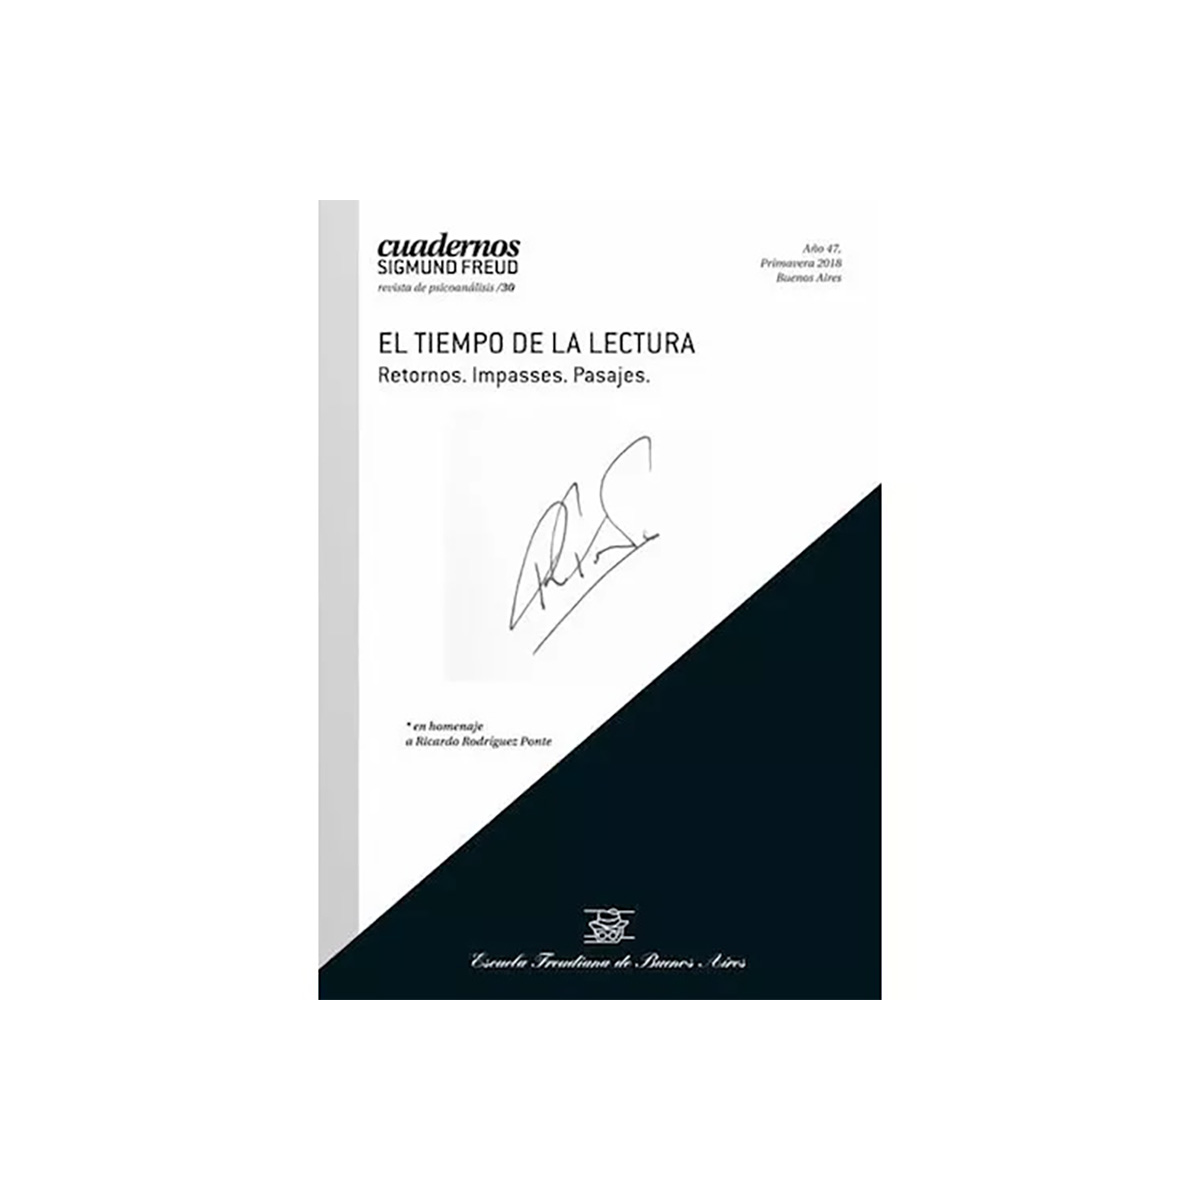 cuadernos
SIGMUND FREUD
revista de psicoanálisis /30
Año 47,
Primavera 2018
Buenos Aires
EL TIEMPO DE LA LECTURA
Retornos. Impasses. Pasajes.
* en homenaje
a Ricardo Rodríguez Ponte
Escuela Freudiana de Buenos Aires